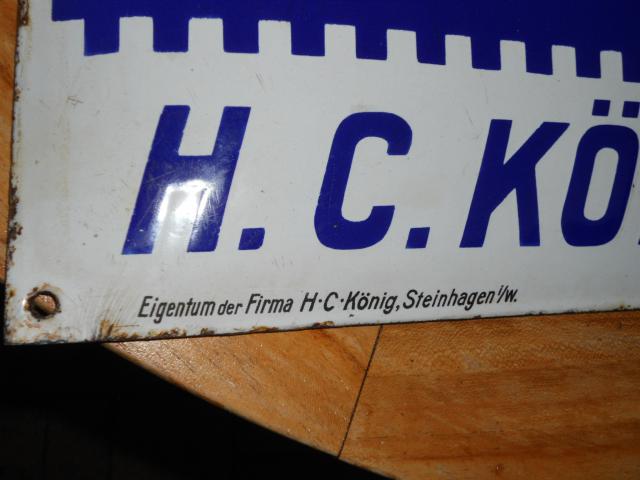 H. C. KÖ
Eigentum der Firma H·C·König, Steinhagen i/w.